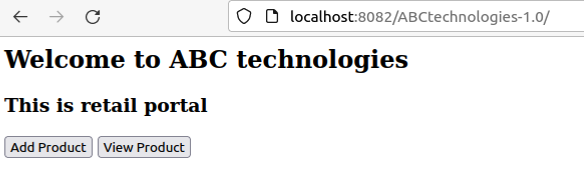 localhost:8082/ABCtechnologies-1.0/
Welcome to ABC technologies
This is retail portal
Add Product View Product